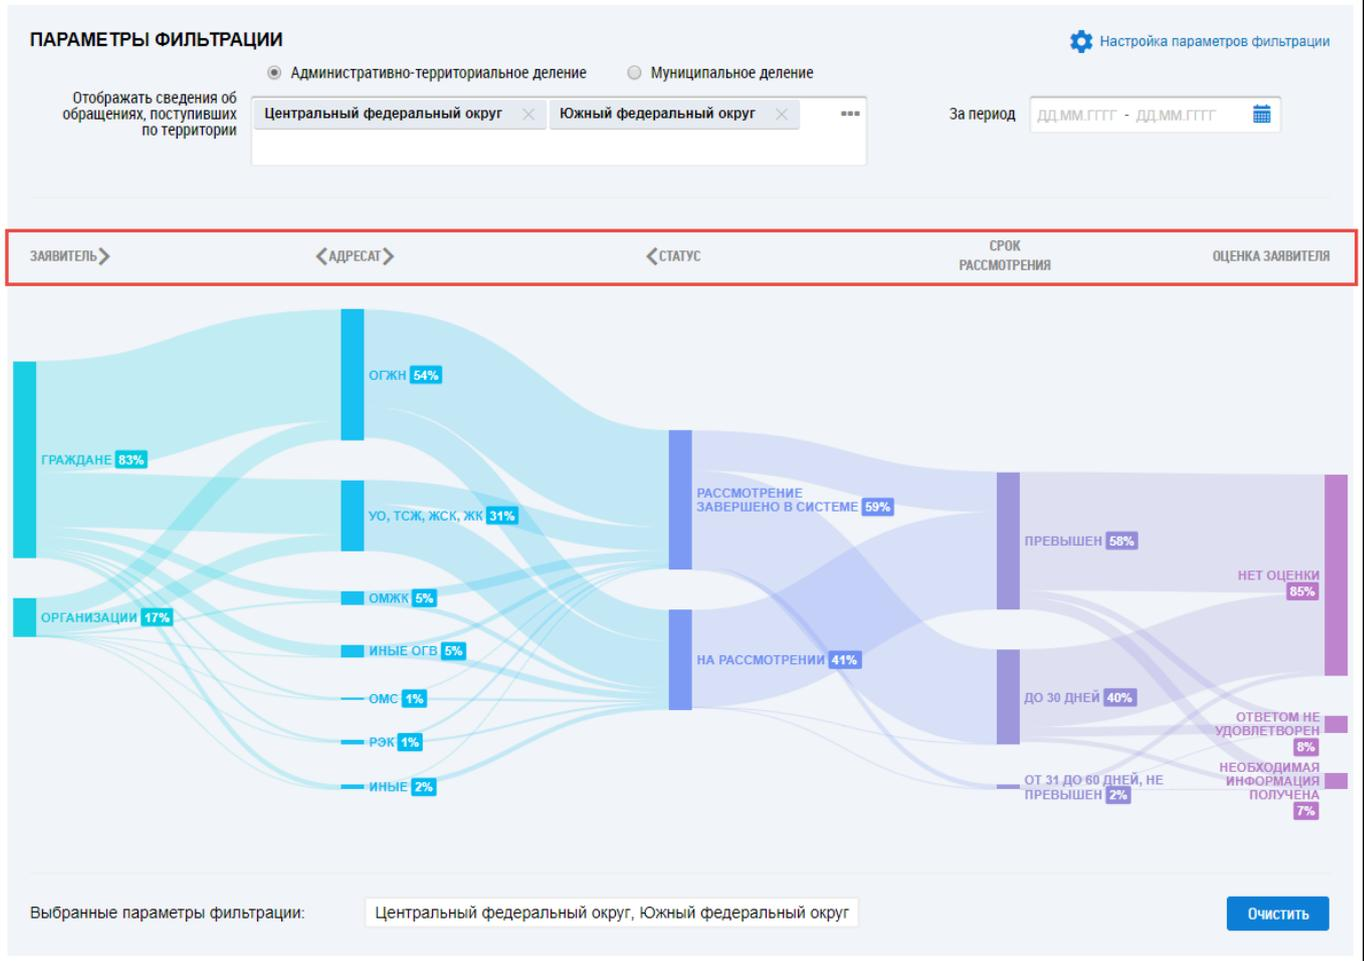 ПАРАМЕТРЫ ФИЛЬТРАЦИИ
Настройка параметров фильтрации
Административно-территориальное деление
Муниципальное деление
Отображать сведения об
обращениях, поступивших
по территории
Центральный федеральный округ
Южный федеральный округ
За период
ДД.ММ.ГГГГ - ДД.ММ.ГГГГ
ЗАЯВИТЕЛЬ
АДРЕСАТ
СТАТУС
СРОК
РАССМОТРЕНИЯ
ОЦЕНКА ЗАЯВИТЕЛЯ
ГРАЖДАНЕ 83%
ОРГАНИЗАЦИИ 17%
ОГЖН 54%
УО, ТСЖ, ЖСК, ЖК 31%
ОМЖК 5%
ИНЫЕ ОГВ 5%
ОМС 1%
РЭК 1%
ИНЫЕ 2%
РАССМОТРЕНИЕ
ЗАВЕРШЕНО В СИСТЕМЕ 59%
НА РАССМОТРЕНИИ 41%
ПРЕВЫШЕН 58%
ДО 30 ДНЕЙ 40%
ОТ 31 ДО 60 ДНЕЙ, НЕ
ПРЕВЫШЕН 2%
НЕТ ОЦЕНКИ
85%
ОТВЕТОМ НЕ
УДОВЛЕТВОРЕН
8%
НЕОБХОДИМАЯ
ИНФОРМАЦИЯ
ПОЛУЧЕНА
7%
Выбранные параметры фильтрации:
Центральный федеральный округ, Южный федеральный округ
Очистить